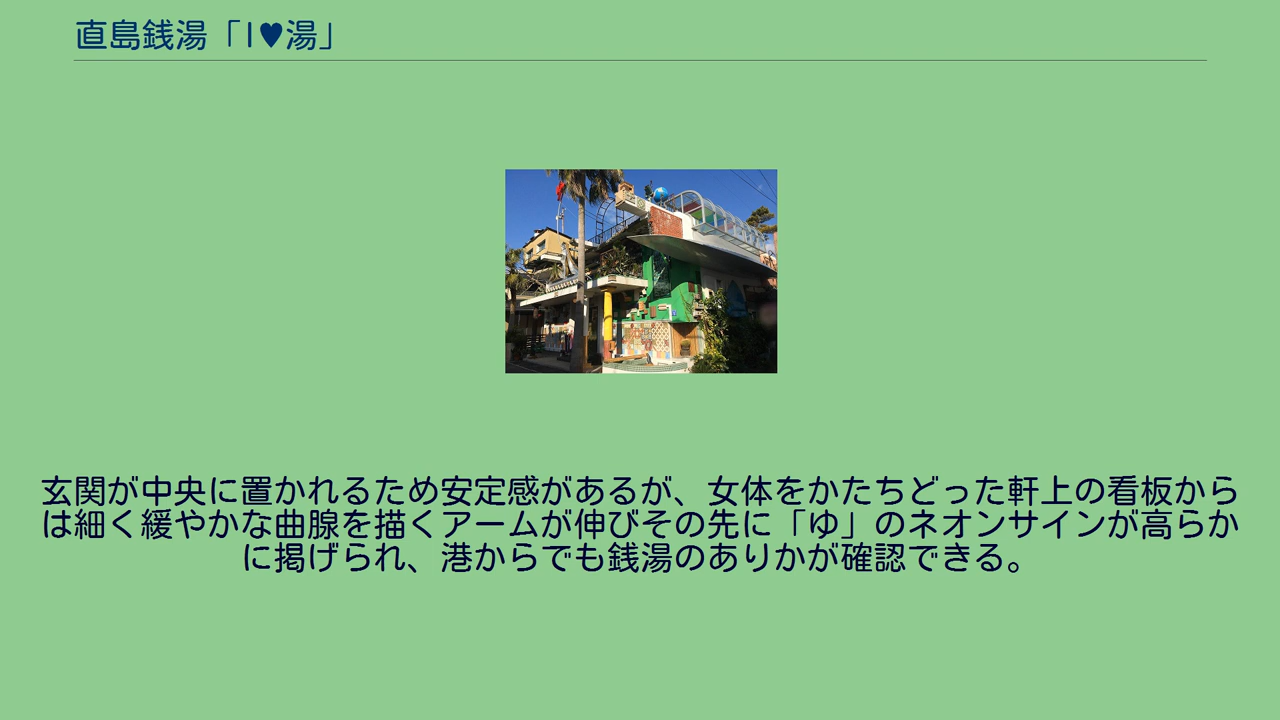 直島銭湯「I♥湯」
玄関が中央に置かれるため安定感があるが、女体をかたちどった軒上の看板から
は細く緩やかな曲腺を描くアームが伸びその先に「ゆ」のネオンサインが高らか
に掲げられ、港からでも銭湯のありかが確認できる。